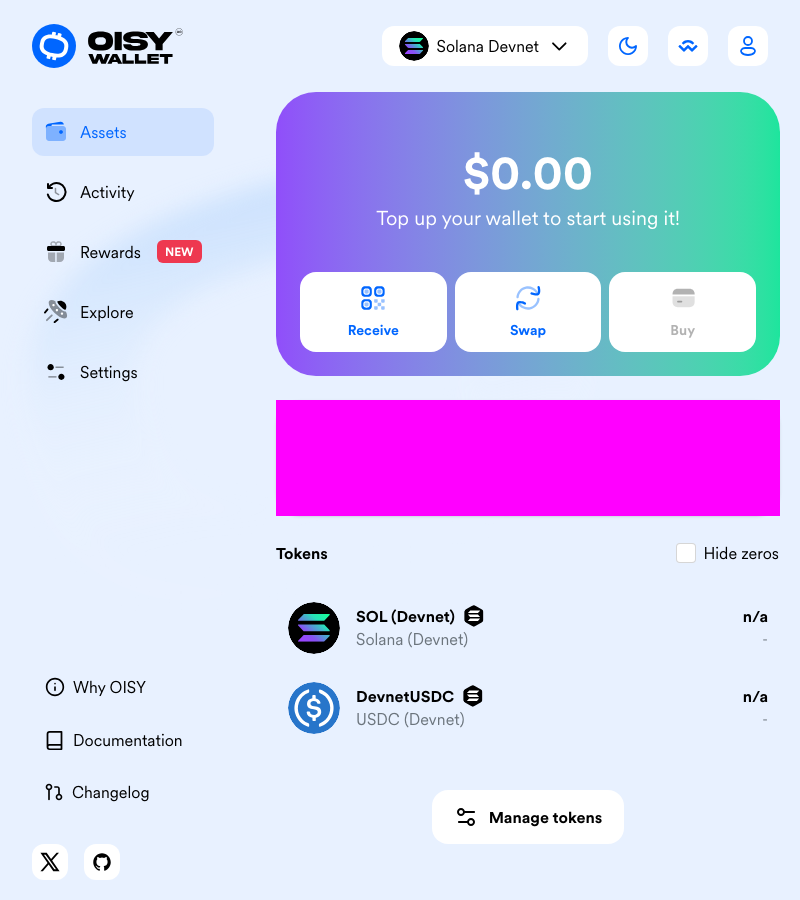 OISY
WALLET
Solana Devnet
Assets
Activity
Rewards NEW
Explore
Settings
$0.00
Top up your wallet to start using it!
Receive
Swap
Buy
Tokens
Hide zeros
SOL (Devnet)
n/a
Solana (Devnet)
-
DevnetUSDC
n/a
USDC (Devnet)
-
Manage tokens
Why OISY
Documentation
Changelog